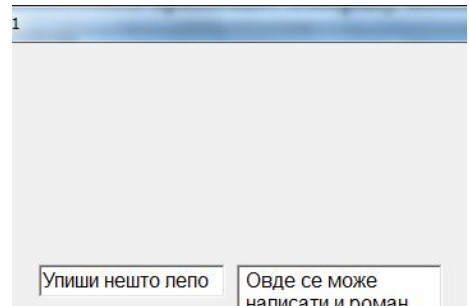 1
Упиши нешто лепо
Овде се може
написати и роман